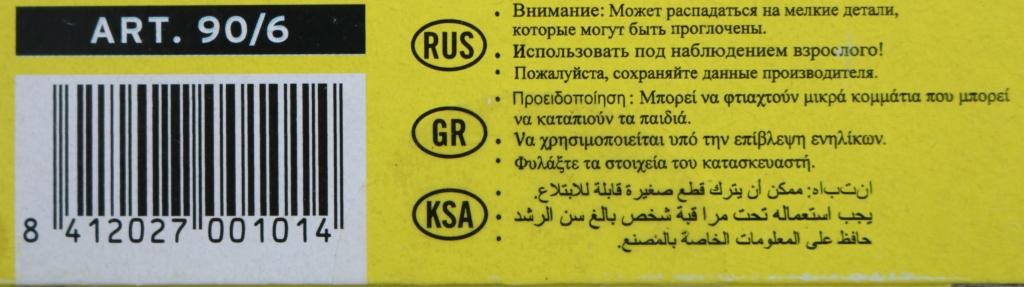 ART. 90/6
8 412027 001014
RUS
• Внимание: Может распадаться на мелкие детали,
которые могут быть проглочены.
• Использовать под наблюдением взрослого!
• Пожалуйста, сохраняйте данные производителя.
GR
• Προειδοποίηση: Μπορεί να φτιαχτούν μικρά κομμάτια που μπορεί
να καταπιούν τα παιδιά.
• Να χρησιμοποιείται υπό την επίβλεψη ενηλίκων.
• Φυλάξτε τα στοιχεία του κατασκευαστή.
KSA
• انتباه: ممكن أن يترك قطع صغيرة قابلة للابتلاع.
• يجب استعماله تحت مرا قبة شخص بالغ سن الرشد
• حافظ على المعلومات الخاصة بالمصنع.